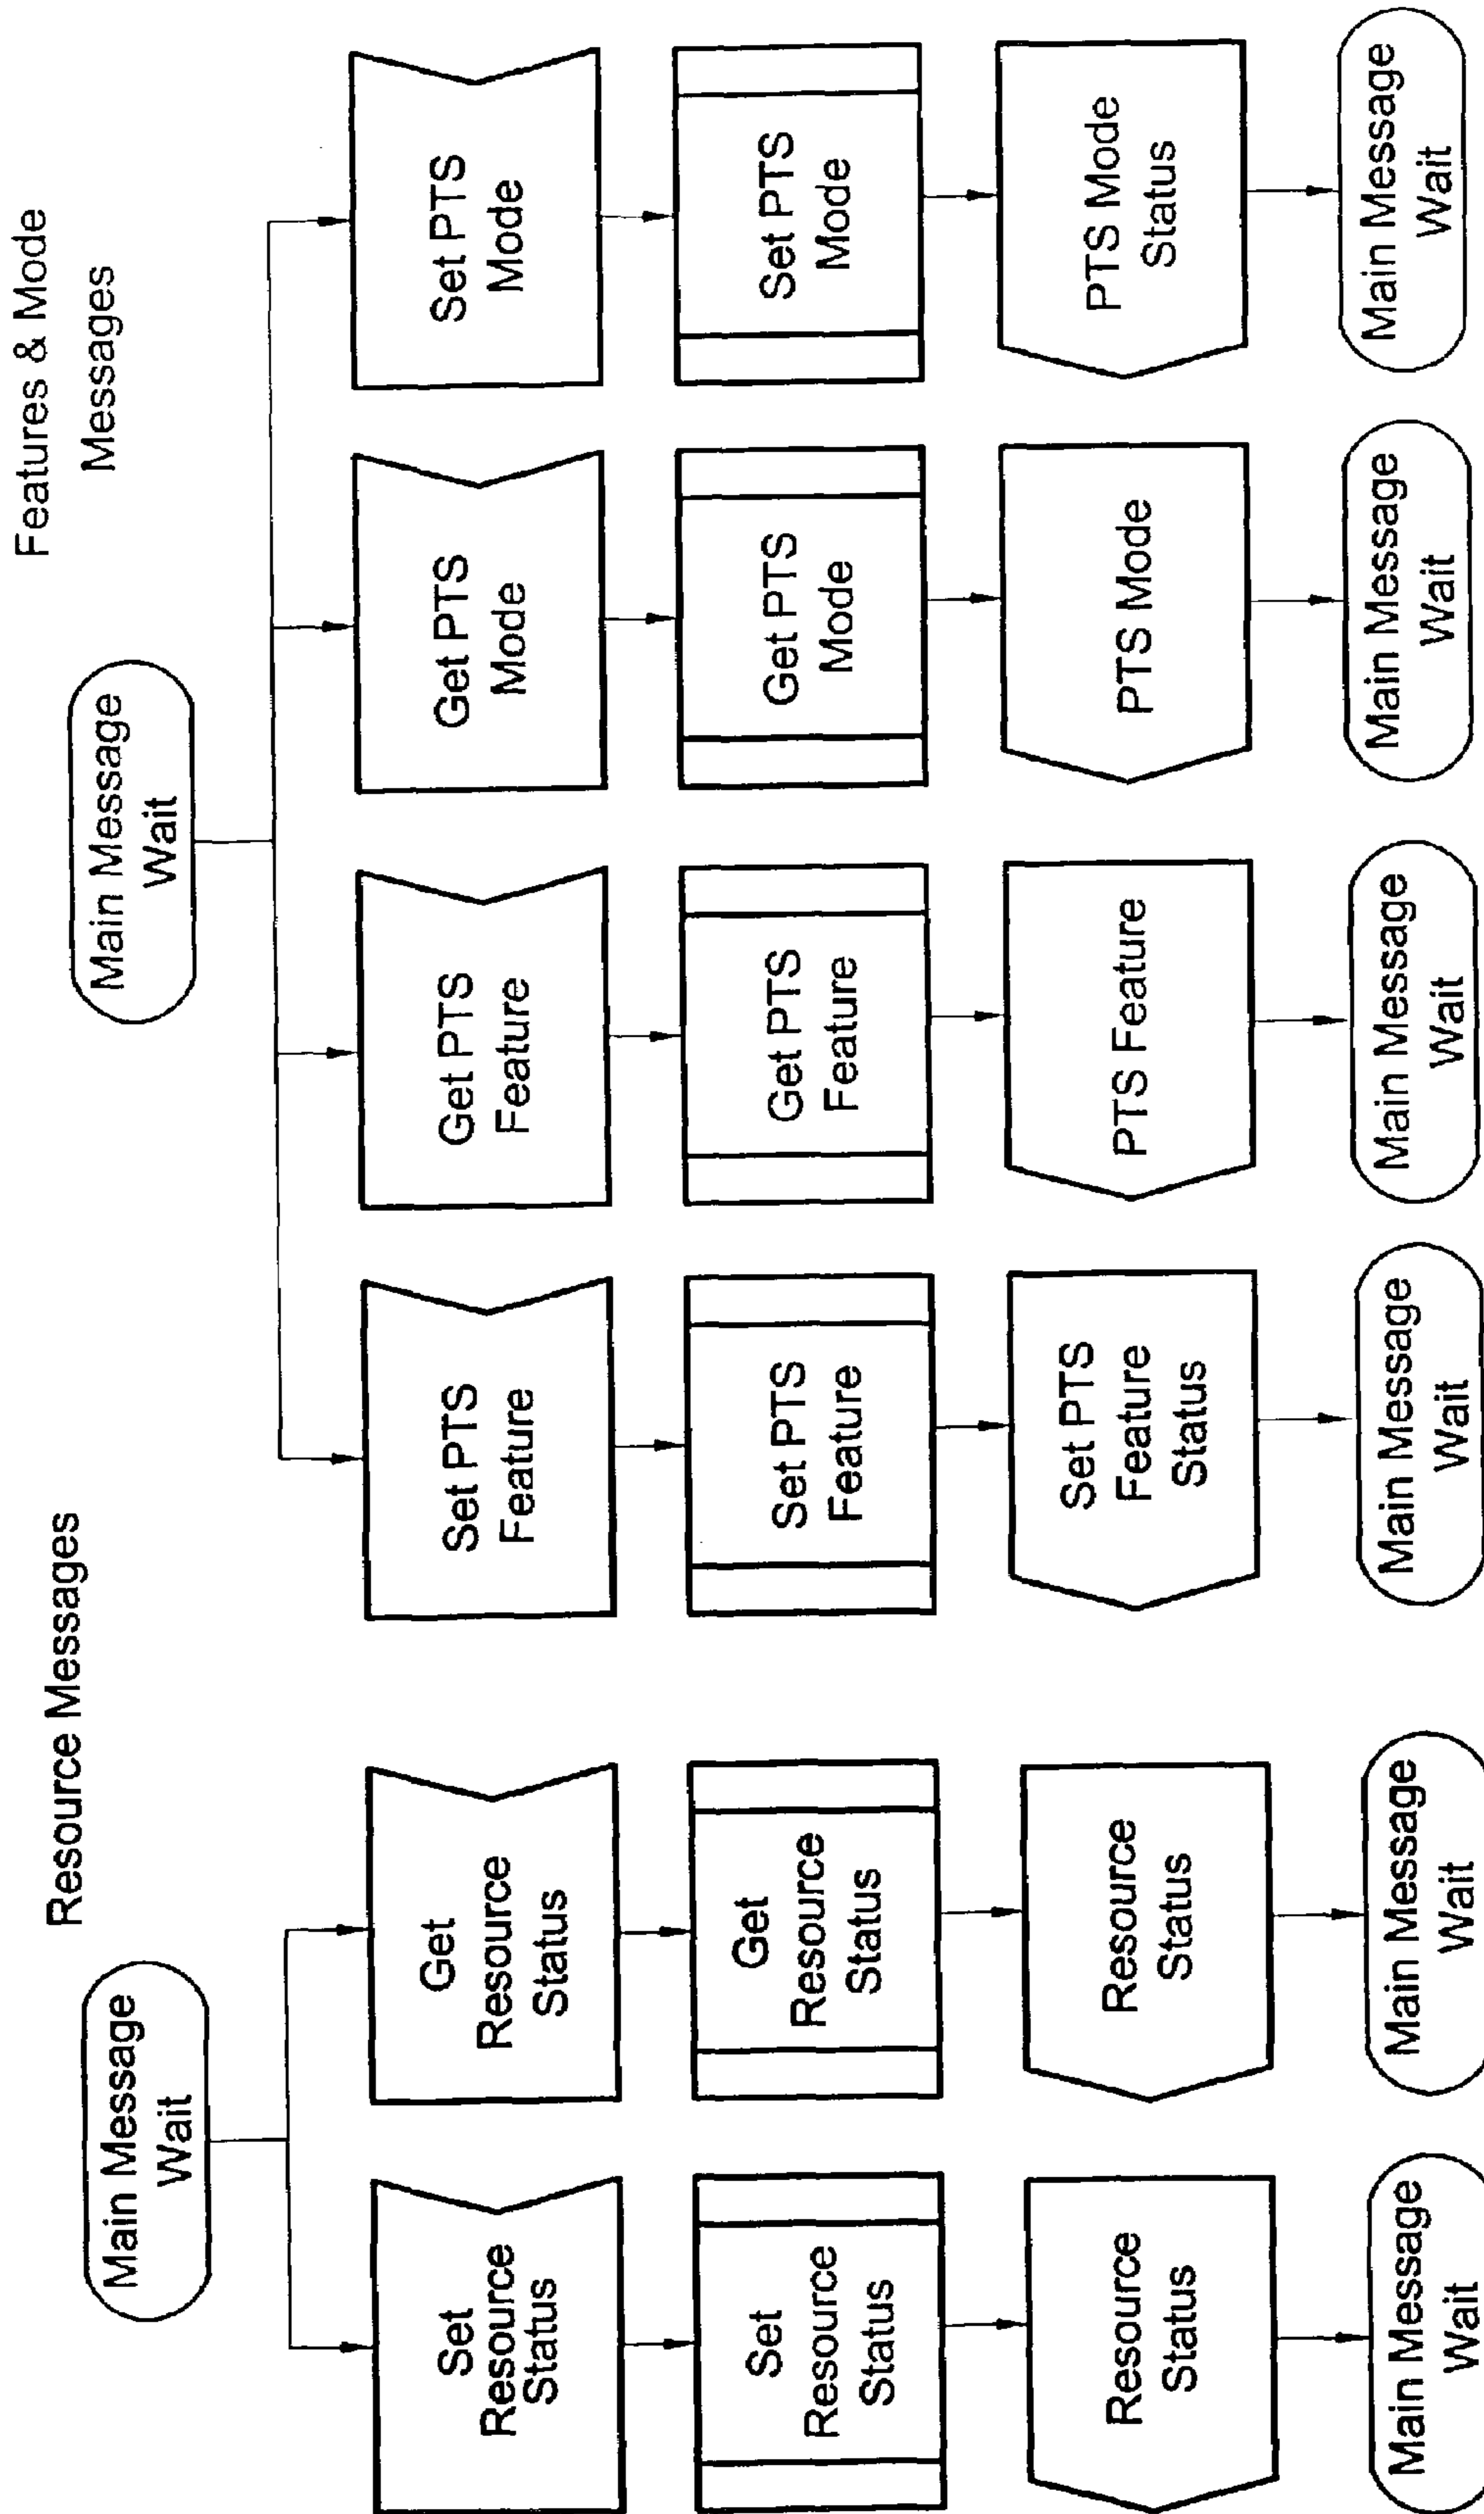 Resource Messages
Features & Mode
Messages
Main Message
Wait
Main Message
Wait
Set
Resource
Status
Get
Resource
Status
Set PTS
Feature
Get PTS
Feature
Get PTS
Mode
Set PTS
Mode
Set
Resource
Status
Get
Resource
Status
Set PTS
Feature
Get PTS
Feature
Get PTS
Mode
Set PTS
Mode
Resource
Status
Resource
Status
Set PTS
Feature
Status
PTS Feature
PTS Mode
PTS Mode
Status
Main Message
Wait
Main Message
Wait
Main Message
Wait
Main Message
Wait
Main Message
Wait
Main Message
Wait